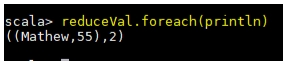 scala> reduceVal.foreach(println)
((Mathew,55),2)